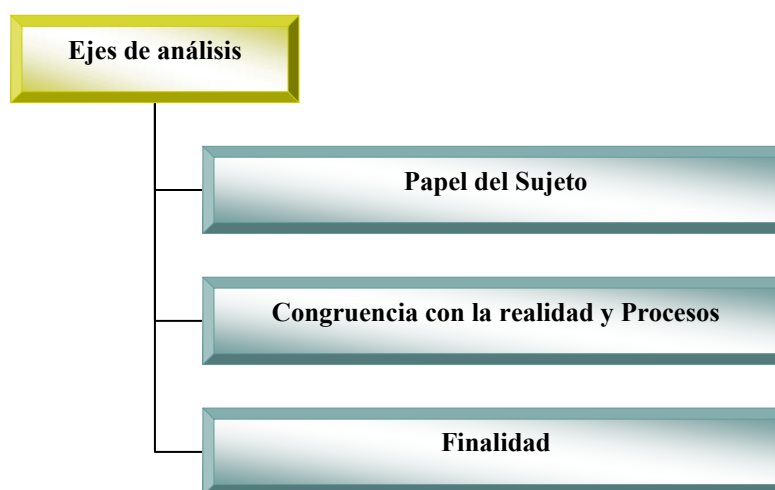 Ejes de análisis
Papel del Sujeto
Congruencia con la realidad y Procesos
Finalidad